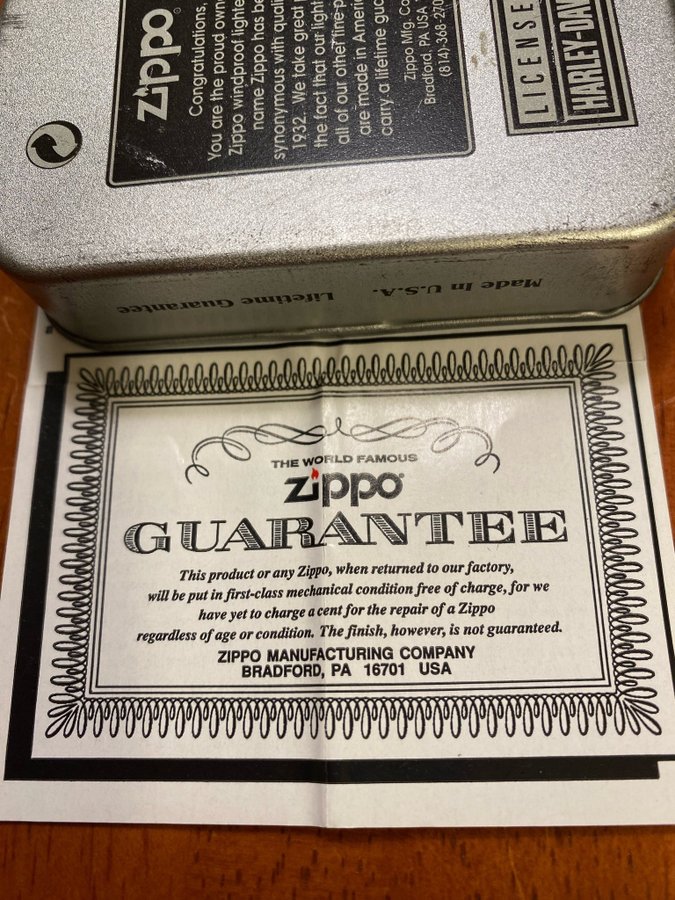 zippo
Congratulations,
You are the proud own
Zippo windproof lighte
name Zippo has be
synonymous with quali
1932. We take great p
the fact that our light
all of our other fine-p
are made in Americ
carry a lifetime gua
Zippo Mfg. Co
Bradford, PA USA
(814)-368-270
LICENSE
HARLEY-DAV
Made In U.S.A. Lifetime Guarantee
THE WORLD FAMOUS
zippo
GUARANTEE
This product or any Zippo, when returned to our factory,
will be put in first-class mechanical condition free of charge, for we
have yet to charge a cent for the repair of a Zippo
regardless of age or condition. The finish, however, is not guaranteed.
ZIPPO MANUFACTURING COMPANY
BRADFORD, PA 16701 USA